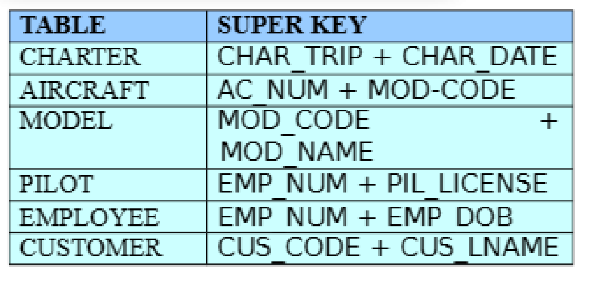 TABLE SUPER KEY
CHARTER CHAR_TRIP + CHAR_DATE
AIRCRAFT AC_NUM + MOD-CODE
MODEL MOD_CODE +
MOD_NAME
PILOT EMP_NUM + PIL_LICENSE
EMPLOYEE EMP_NUM + EMP_DOB
CUSTOMER CUS_CODE + CUS_LNAME